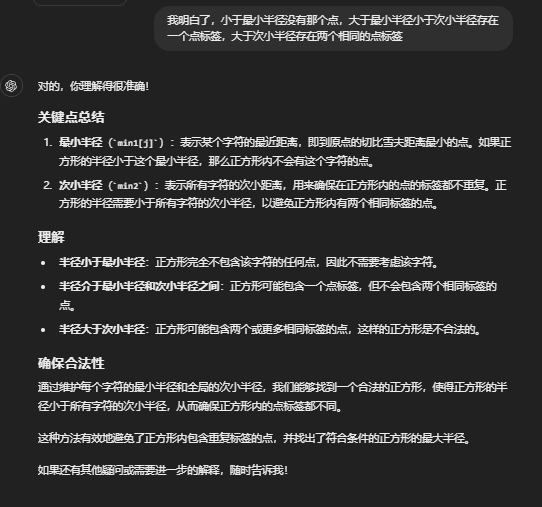 我明白了，小于是小半径没有那个点，大于是小半径小于次小半径存在
一个点标签，大于次小半径存在两个相同的点标签
对的，你理解得很准确！
关键点总结
1. 最小半径（`min1[j]`）：表示某个字符的最近距离，即到原点的切比雪夫距离最小的点。如果正
方形的半径小于这个最小半径，那么正方形内不会有这个字符的点。
2. 次小半径（`min2`）：表示所有字符的次小距离，用来确保在正方形内的点的标签都不重复。正
方形的半径需要小于所有字符的次小半径，以避免正方形内有两个相同标签的点。
理解
• 半径小于最小半径：正方形完全不包含该字符的任何点，因此不需要考虑该字符。
• 半径介于最小半径和次小半径之间：正方形可能包含一个点标签，但不会包含两个相同标签的
点。
• 半径大于次小半径：正方形可能包含两个或更多相同标签的点，这样的正方形是不合法的。
确保合法性
通过维护每个字符的最小半径和全局的次小半径，我们能够找到一个合法的正方形，使得正方形的半
径小于所有字符的次小半径，从而确保正方形内的点标签都不同。
这种方法有效地避免了正方形内包含重复标签的点，并找出了符合条件的正方形的最大半径。
如果还有其他疑问或需要进一步的解释，随时告诉我！